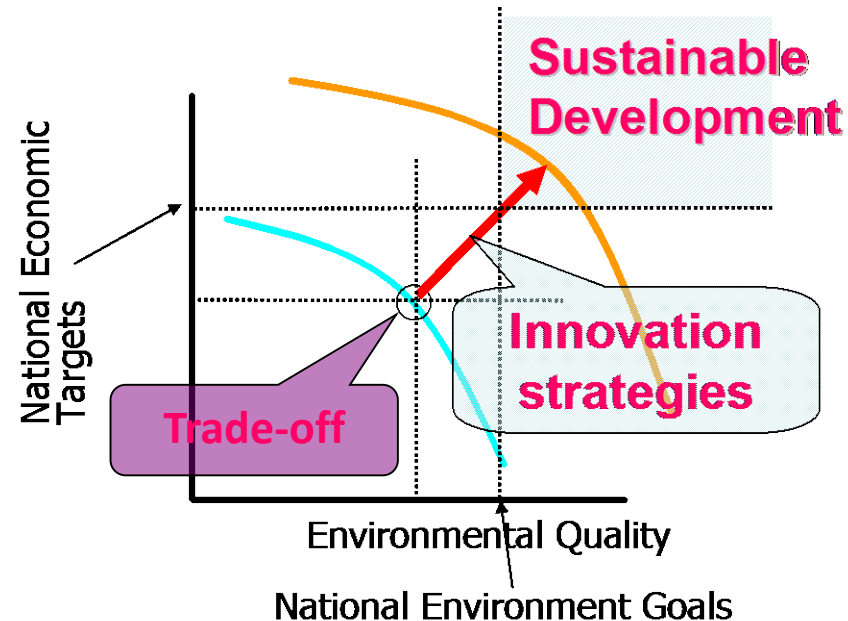 Sustainable
Development
National Economic
Targets
Innovation
strategies
Trade-off
Environmental Quality
National Environment Goals